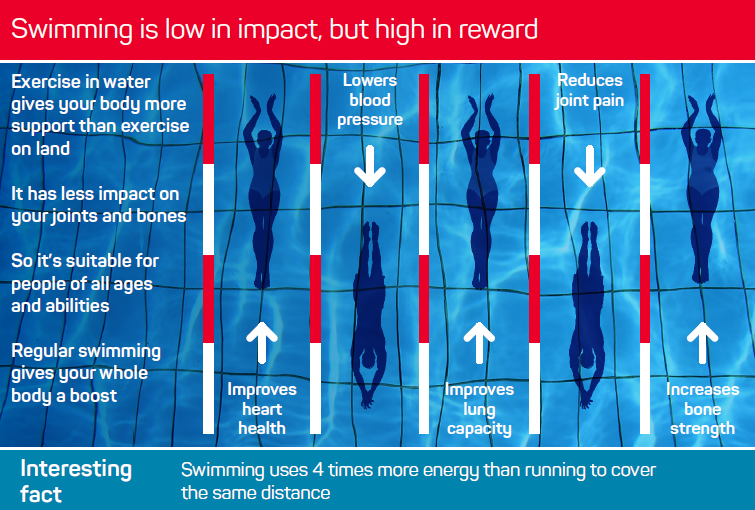 Swimming is low in impact, but high in reward
Exercise in water
gives your body more
support than exercise
on land
It has less impact on
your joints and bones
So it's suitable for
people of all ages
and abilities
Regular swimming
gives your whole
body a boost
Improves
heart
health
Lowers
blood
pressure
Improves
lung
capacity
Reduces
joint pain
Increases
bone
strength
Interesting
fact
Swimming uses 4 times more energy than running to cover
the same distance